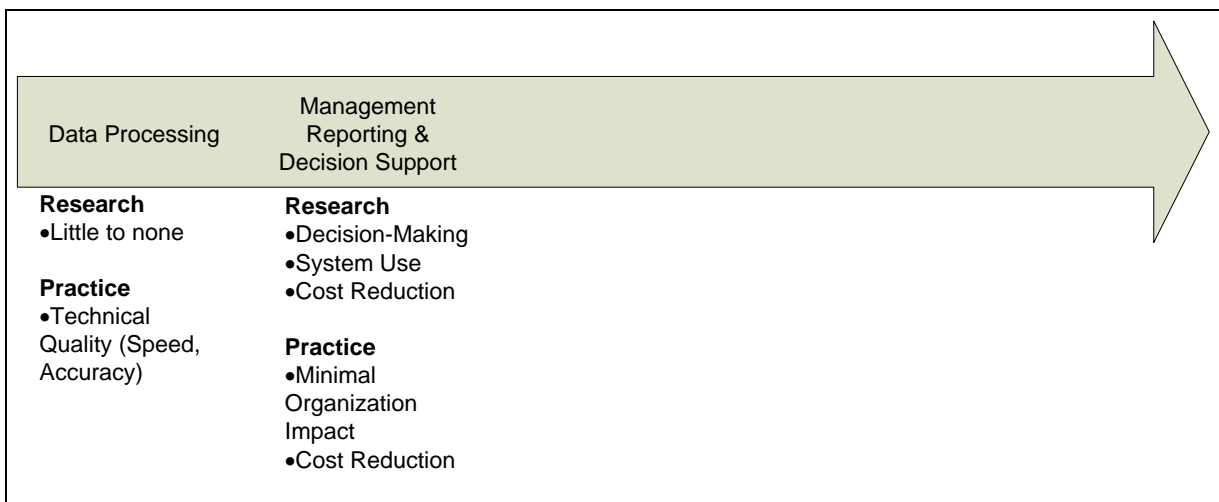 Data Processing
Management
Reporting &
Decision Support
Research
•Little to none
Practice
•Technical
Quality (Speed,
Accuracy)
Research
•Decision-Making
•System Use
•Cost Reduction
Practice
•Minimal
Organization
Impact
•Cost Reduction